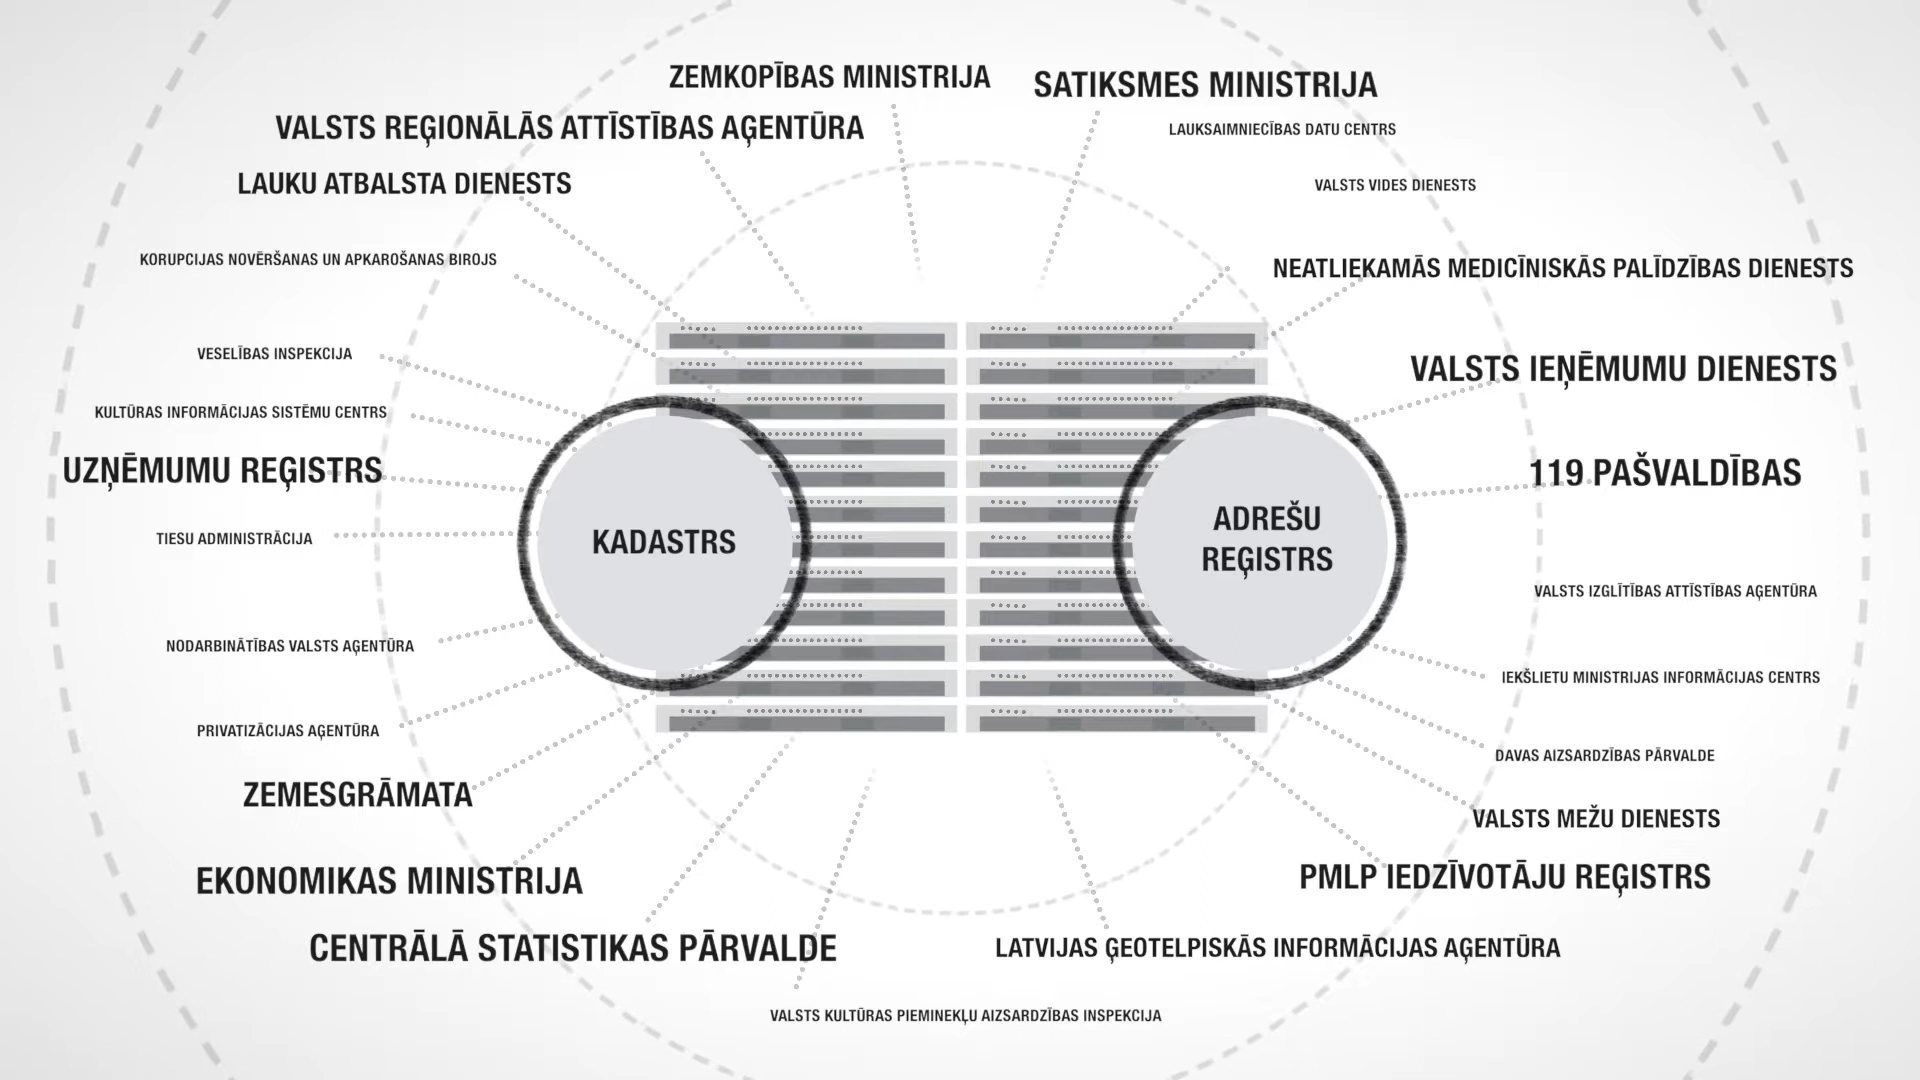 ZEMKOPĪBAS MINISTRIJA
SATIKSMES MINISTRIJA
VALSTS REĢIONĀLĀS ATTĪSTĪBAS AĢENTŪRA
LAUKSAIMNIECĪBAS DATU CENTRS
LAUKU ATBALSTA DIENESTS
VALSTS VIDES DIENESTS
KORUPCIJAS NOVĒRŠANAS UN APKAROŠANAS BIROJS
NEATLIEKAMĀS MEDICĪNISKĀS PALĪDZĪBAS DIENESTS
VESELĪBAS INSPEKCIJA
VALSTS IEŅĒMUMU DIENESTS
KULTŪRAS INFORMĀCIJAS SISTĒMU CENTRS
UZŅĒMUMU REĢISTRS
119 PAŠVALDĪBAS
TIESU ADMINISTRĀCIJA
KADASTRS
ADREŠU
REĢISTRS
VALSTS IZGLĪTĪBAS ATTĪSTĪBAS AĢENTŪRA
NODARBINĀTĪBAS VALSTS AĢENTŪRA
IEKŠLIETU MINISTRIJAS INFORMĀCIJAS CENTRS
PRIVATIZĀCIJAS AĢENTŪRA
DAVAS AIZSARDZĪBAS PĀRVALDE
ZEMESGRĀMATA
VALSTS MEŽU DIENESTS
EKONOMIKAS MINISTRIJA
PMLP IEDZĪVOTĀJU REĢISTRS
CENTRĀLĀ STATISTIKAS PĀRVALDE
LATVIJAS ĢEOTELPISKĀS INFORMĀCIJAS AĢENTŪRA
VALSTS KULTŪRAS PIEMINEKĻU AIZSARDZĪBAS INSPEKCIJA